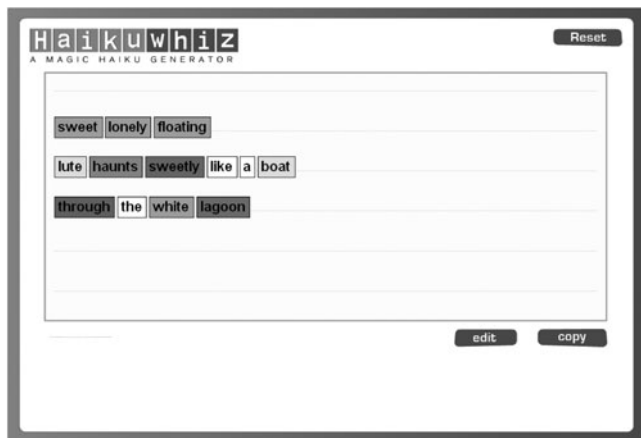 Haikuwhiz
A MAGIC HAIKU GENERATOR
Reset
sweet lonely floating
lute haunts sweetly like a boat
through the white lagoon
edit copy